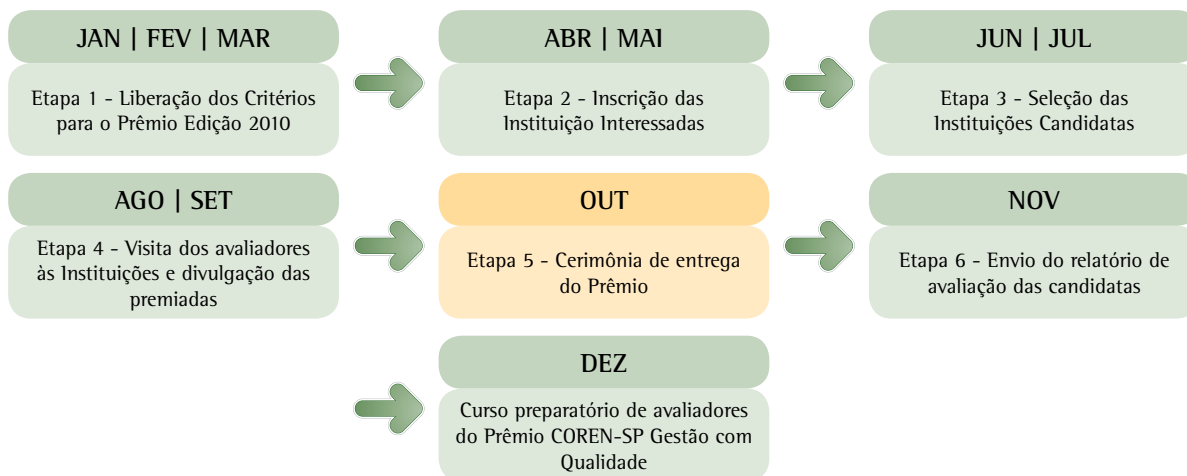 JAN | FEV | MAR
Etapa 1 - Liberação dos Critérios
para o Prêmio Edição 2010
ABR | MAI
Etapa 2 - Inscrição das
Instituição Interessadas
JUN | JUL
Etapa 3 - Seleção das
Instituições Candidatas
AGO | SET
Etapa 4 - Visita dos avaliadores
às Instituições e divulgação das
premiadas
OUT
Etapa 5 - Cerimônia de entrega
do Prêmio
NOV
Etapa 6 - Envio do relatório de
avaliação das candidatas
DEZ
Curso preparatório de avaliadores
do Prêmio COREN-SP Gestão com
Qualidade